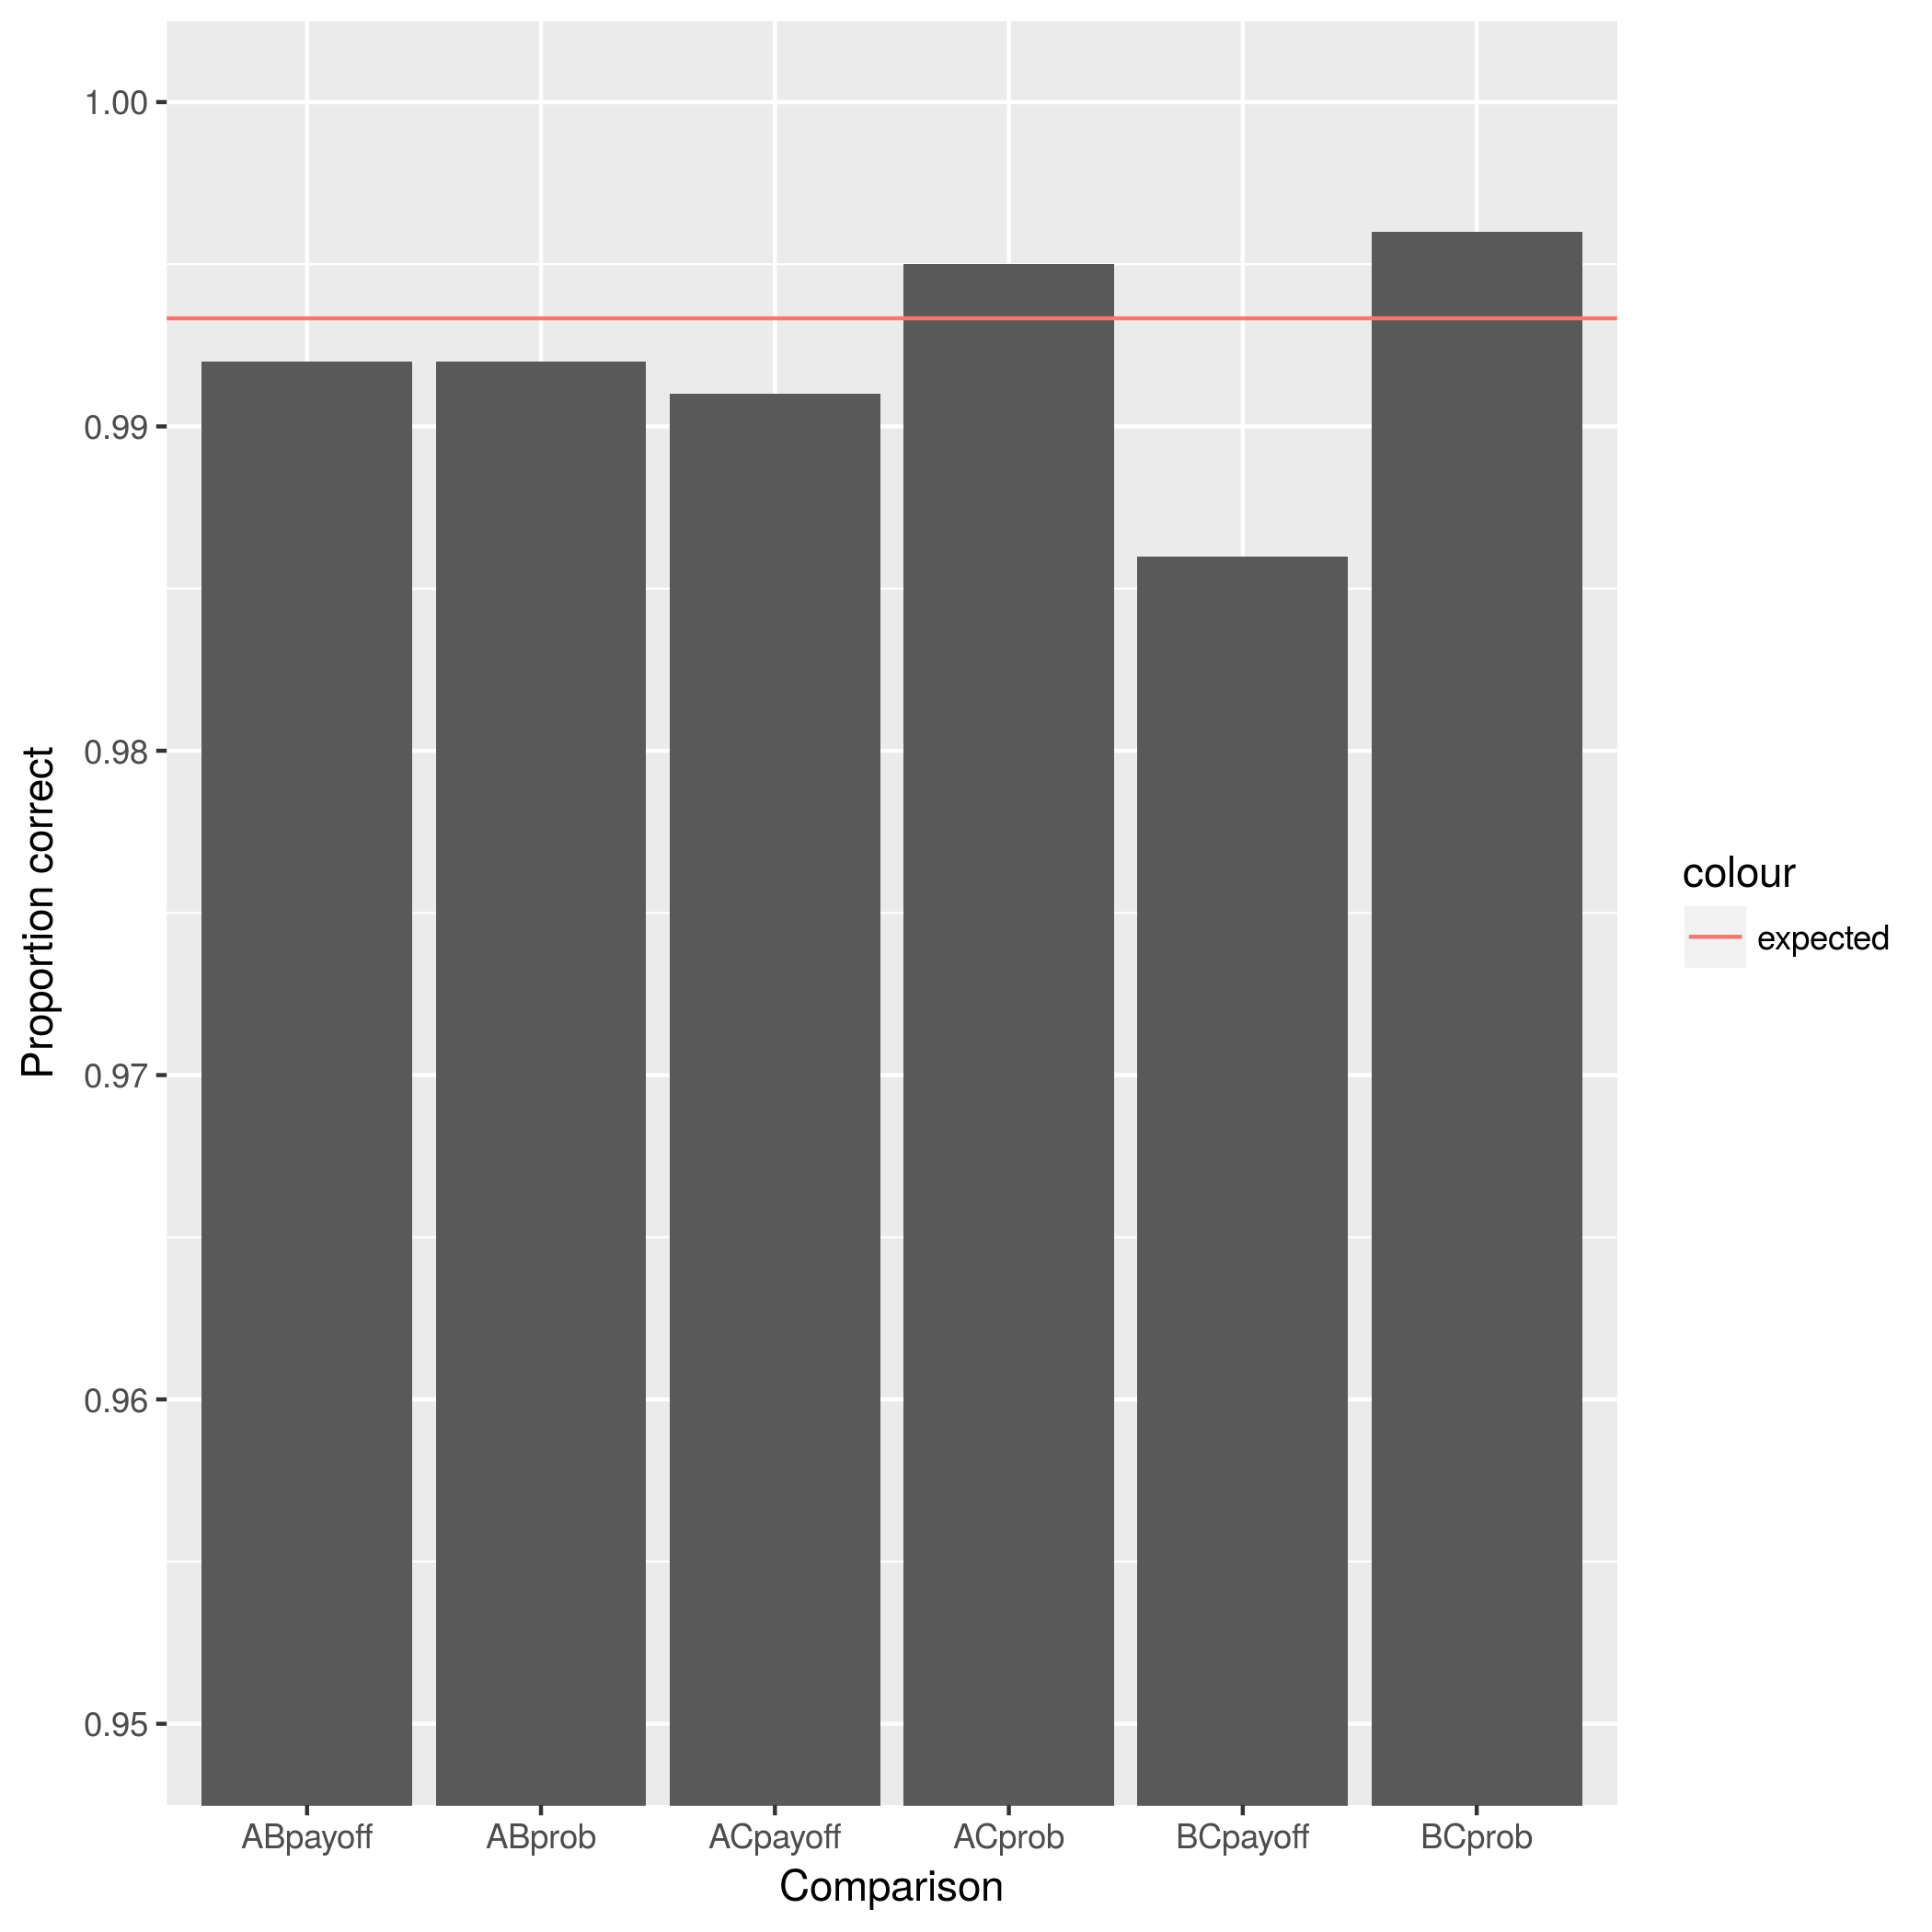 1.00
0.99
0.98
0.97
0.96
0.95
Proportion correct
ABpayoff ABprob ACpayoff ACprob BCpayoff BCprob
Comparison
colour
expected